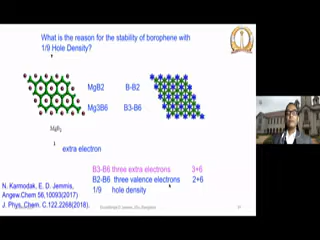 What is the reason for the stability of borophene with
1/9 Hole Density?
MgB2 B-B2
Mg3B6 B3-B6
MgB2
extra electron
B3-B6 three extra electrons 3+6
B2-B6 three valence electrons 2+6
1/9 hole density
N. Karmodak, E. D. Jemmis,
Angew.Chem 56,10093(2017)
J. Phys. Chem. C.122.2268(2018).